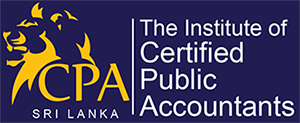 CPA
SRI LANKA
The Institute of
Certified
Public
Accountants